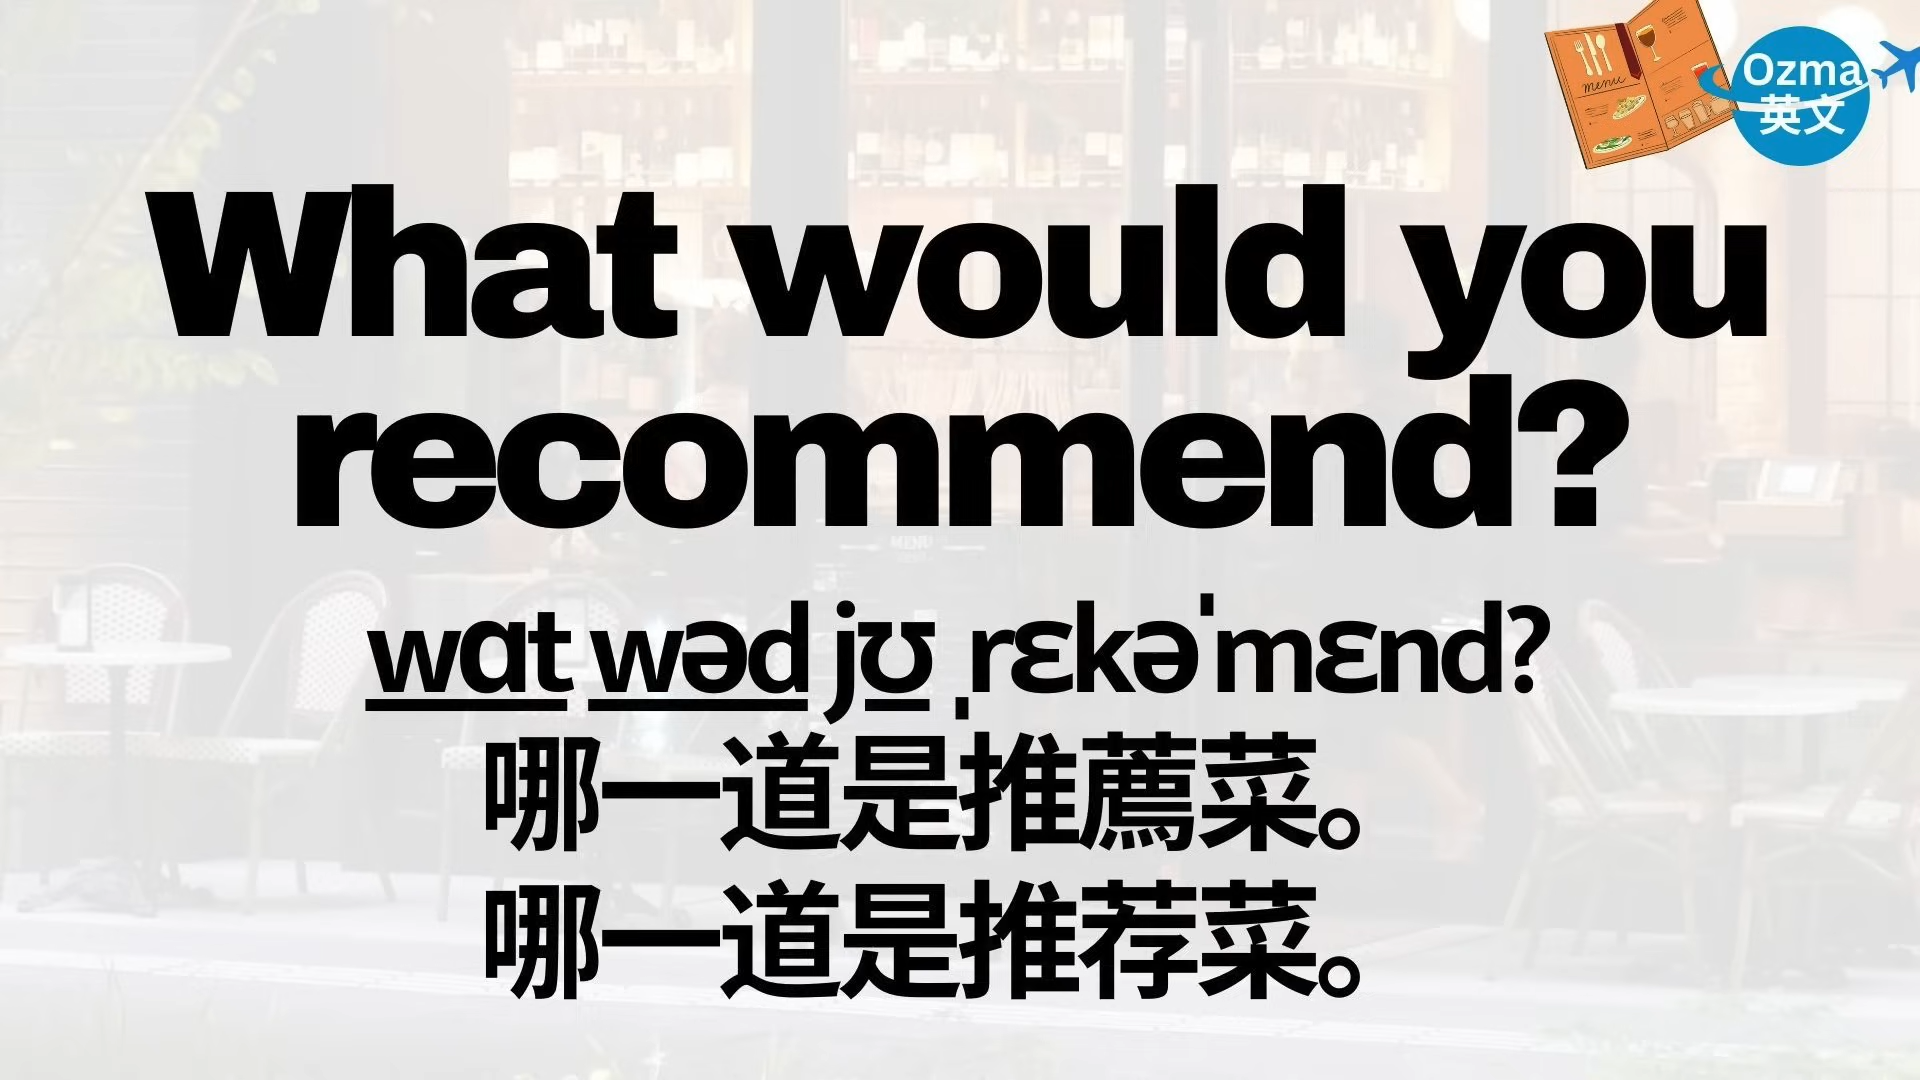 menu
Ozma
英文
What would you
recommend?
wɑt wəd jʊ ˌrɛkəˈmɛnd?
哪一道是推薦菜。
哪一道是推荐菜。